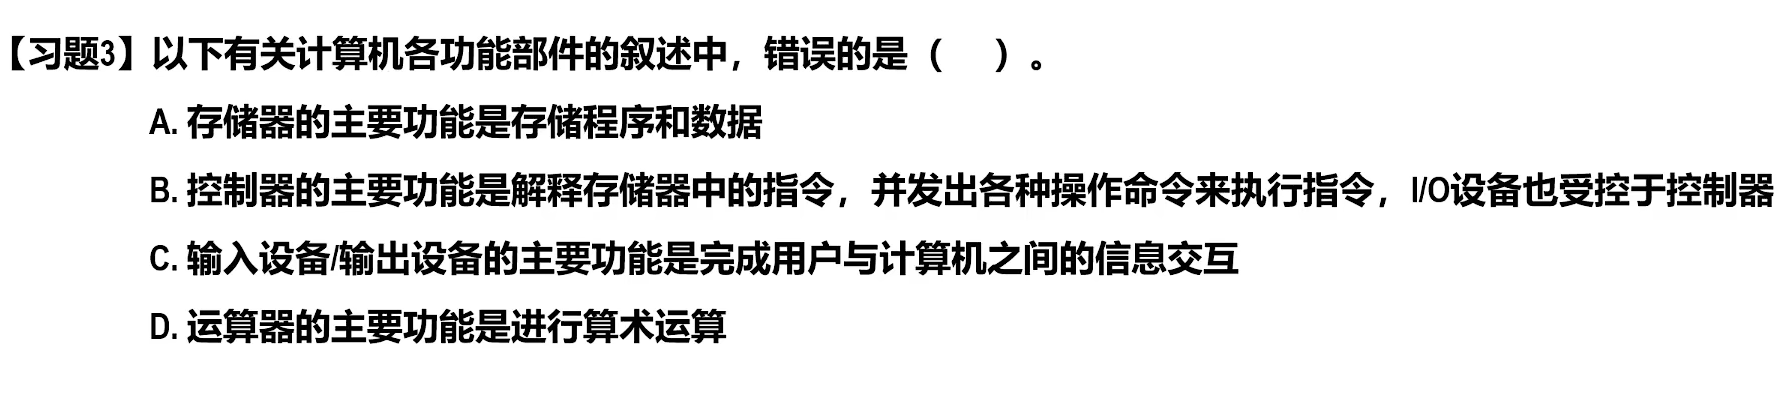 【习题3】以下有关计算机各功能部件的叙述中，错误的是（　）。
A. 存储器的主要功能是存储程序和数据
B. 控制器的主要功能是解释存储器中的指令，并发出各种操作命令来执行指令，I/O设备也受控于控制器
C. 输入设备/输出设备的主要功能是完成用户与计算机之间的信息交互
D. 运算器的主要功能是进行算术运算